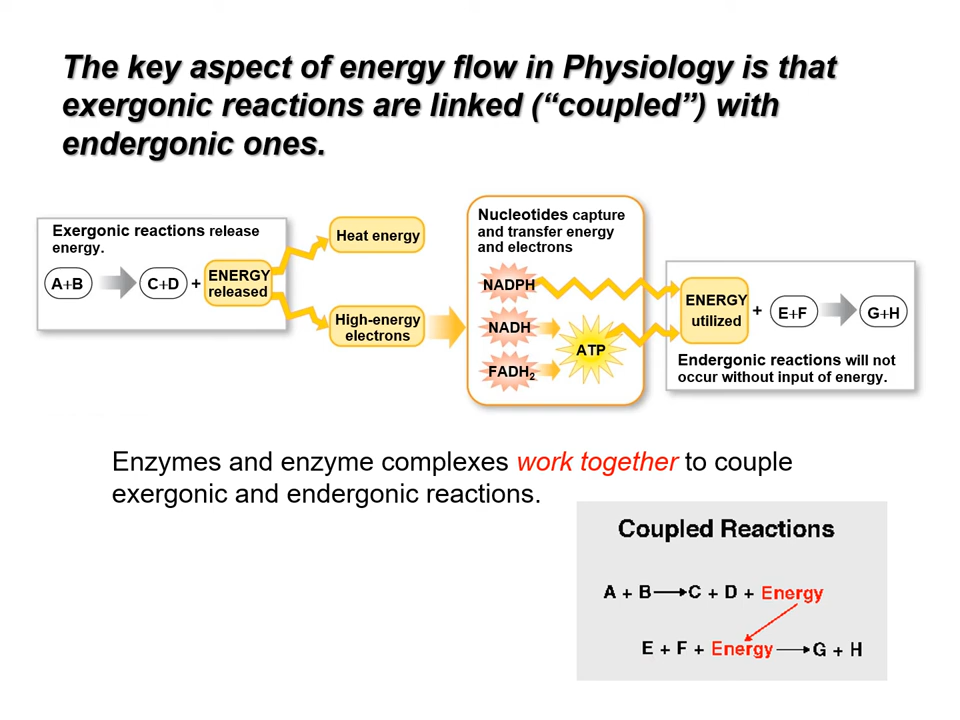 The key aspect of energy flow in Physiology is that
exergonic reactions are linked (“coupled”) with
endergonic ones.
Exergonic reactions release
energy.
A+B
C+D
+
ENERGY
released
Heat energy
High-energy
electrons
Nucleotides capture
and transfer energy
and electrons
NADPH
NADH
FADH₂
ATP
ENERGY
utilized
+
E+F
G+H
Endergonic reactions will not
occur without input of energy.
Enzymes and enzyme complexes work together to couple
exergonic and endergonic reactions.
Coupled Reactions
A + B → C + D + Energy
E + F + Energy → G + H